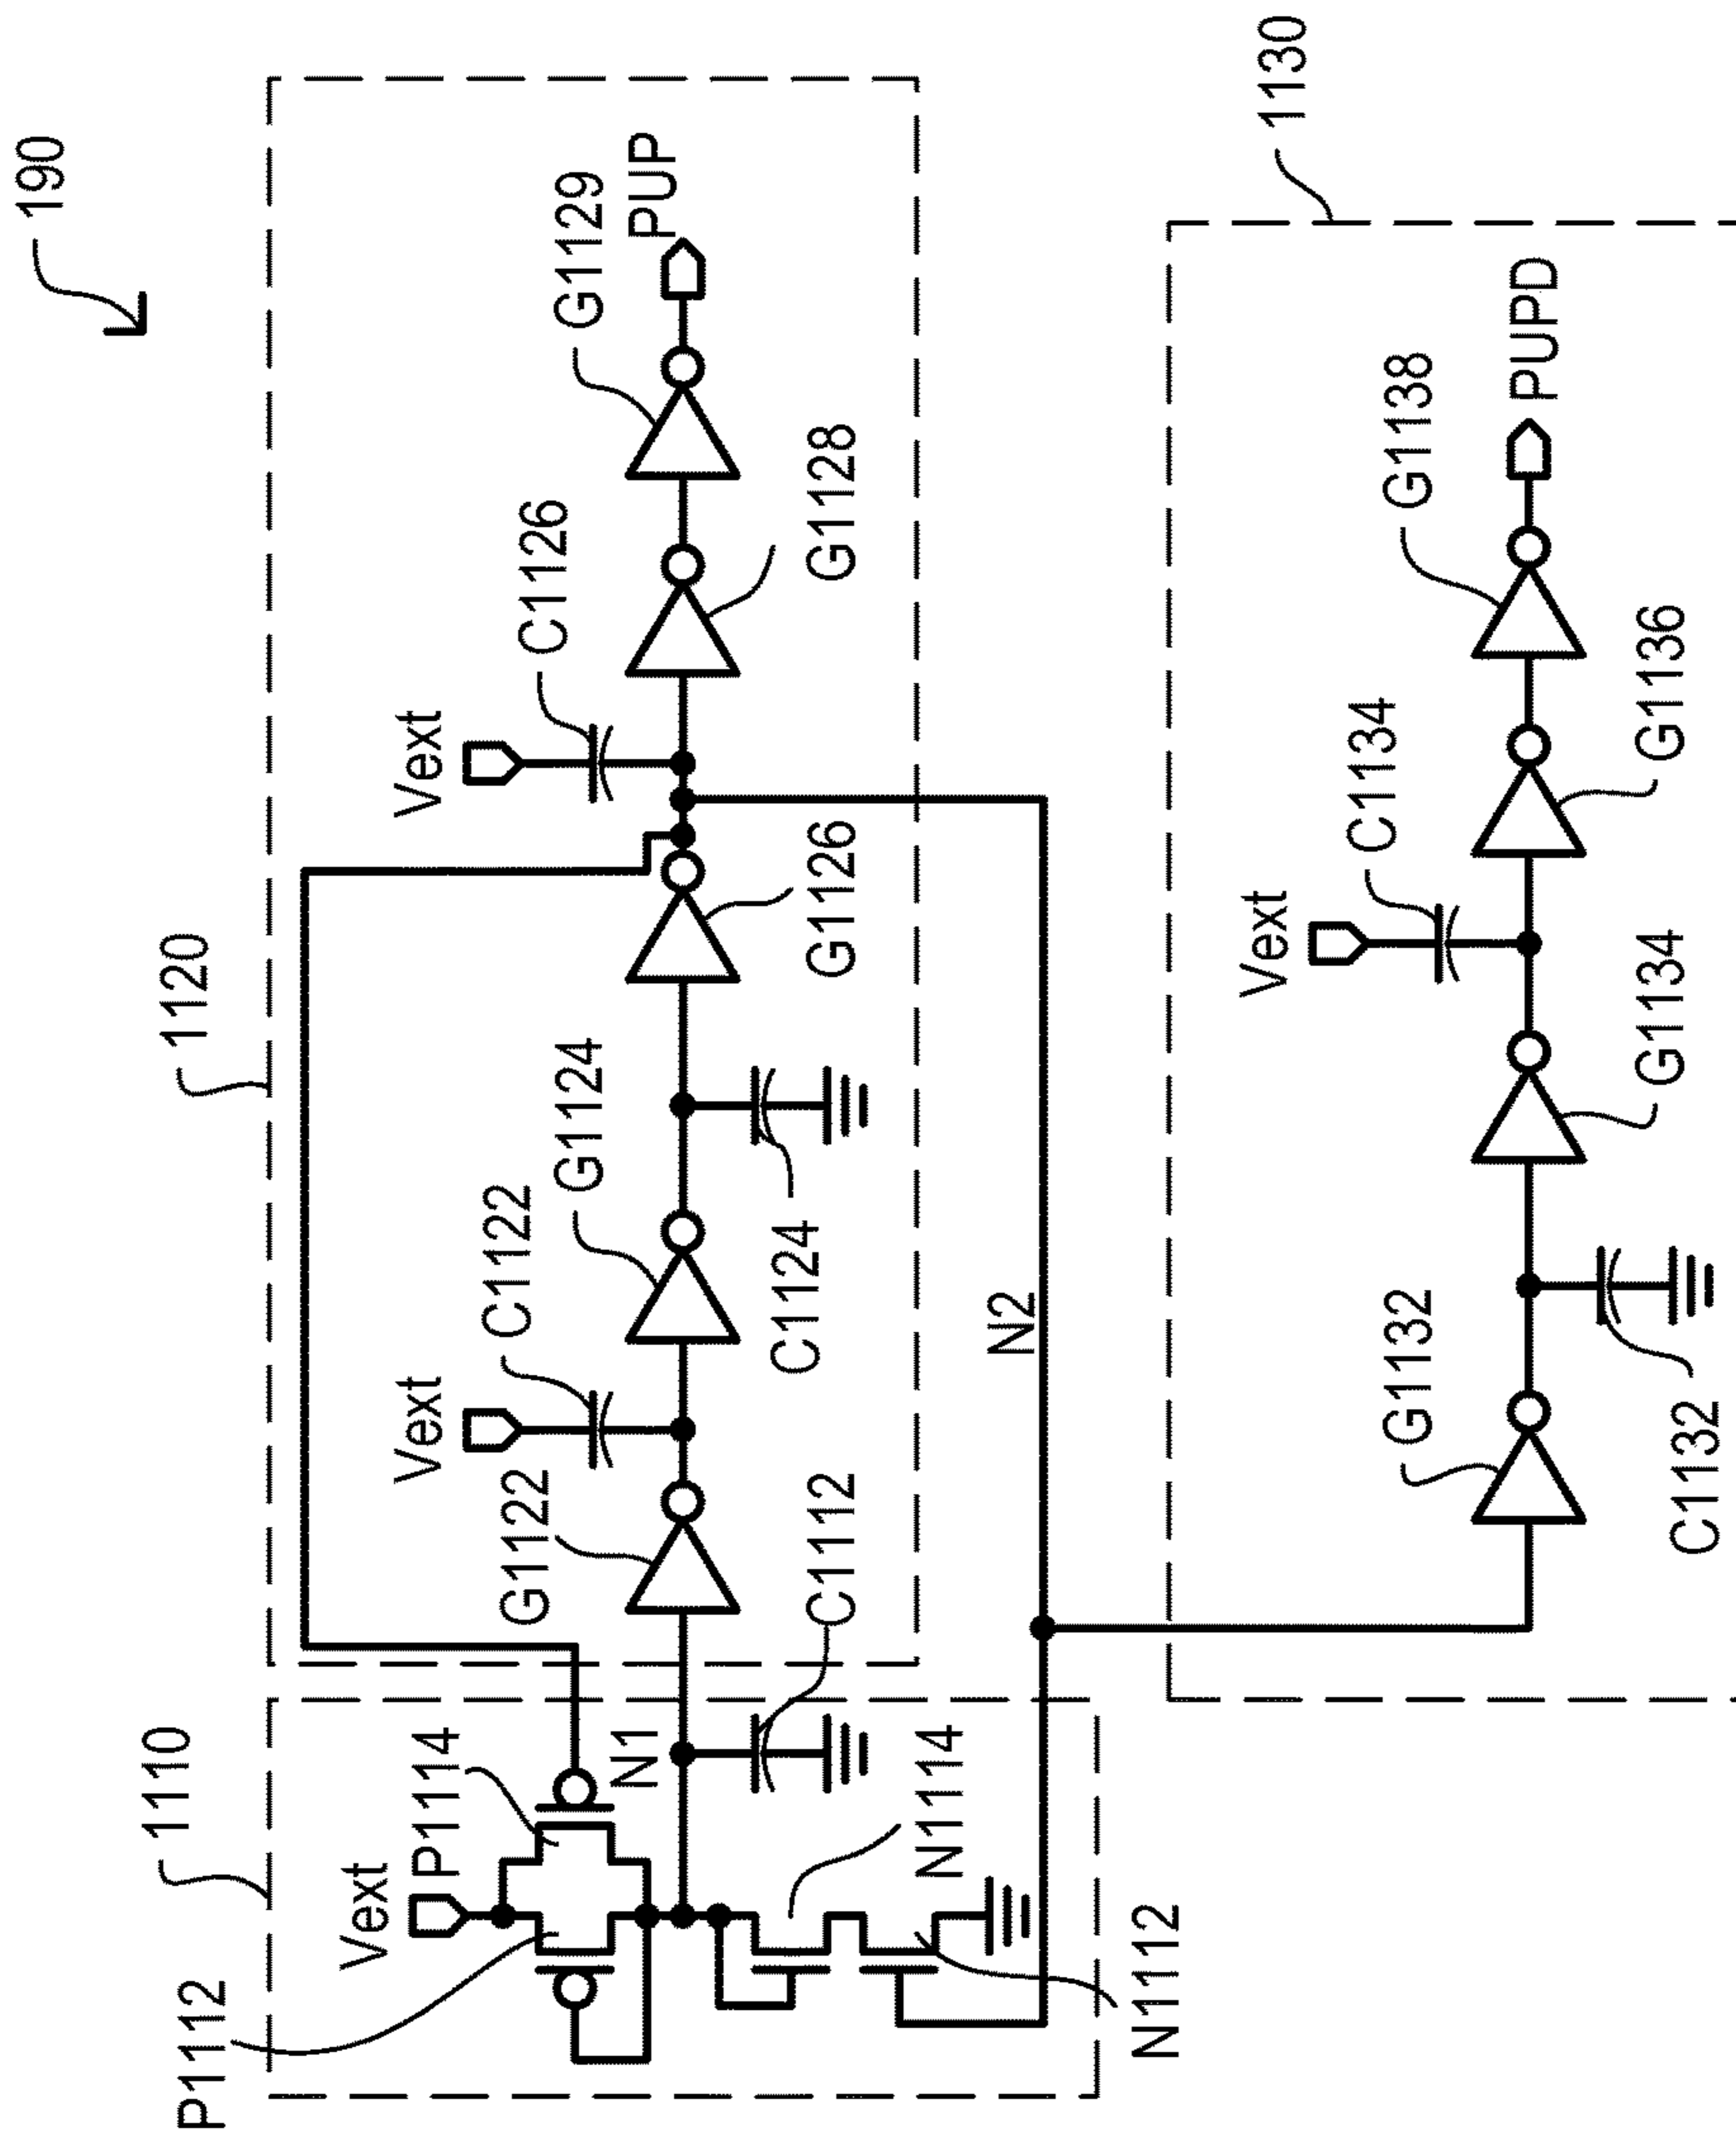 190
1120
1110
Vext
P1112
P1114
N1
C1112
N1114
N1112
G1122
Vext
C1122
G1124
C1124
G1126
Vext
C1126
G1128
G1129
PUP
N2
1130
G1132
C1132
G1134
Vext
C1134
G1136
G1138
PUPD